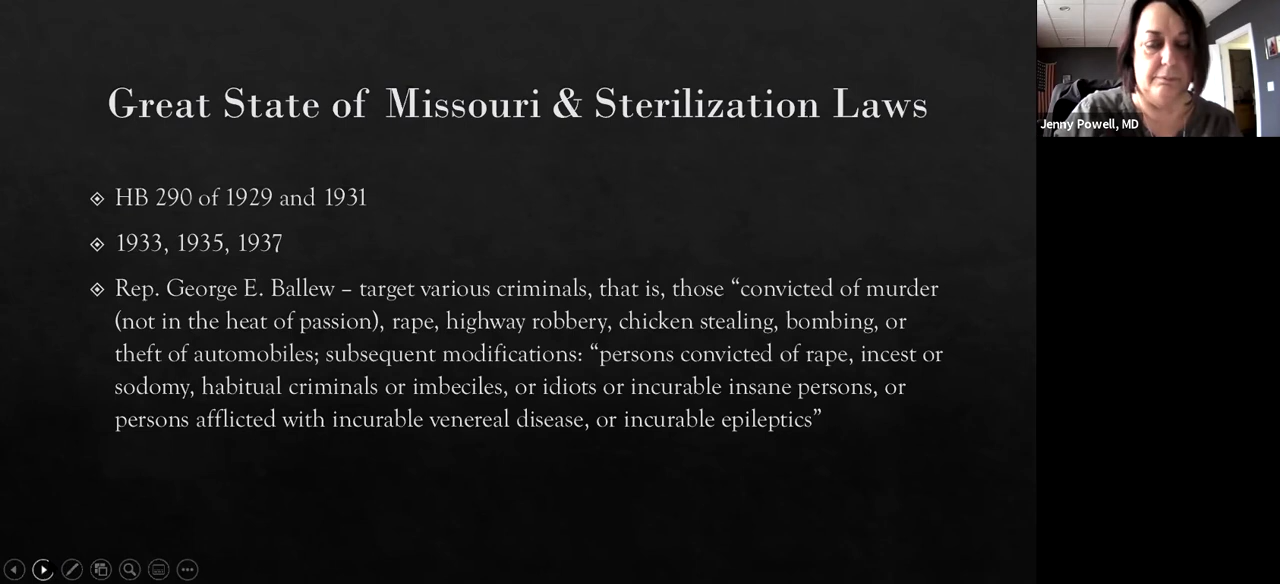 Great State of Missouri & Sterilization Laws
HB 290 of 1929 and 1931
1933, 1935, 1937
Rep. George E. Ballew – target various criminals, that is, those “convicted of murder
(not in the heat of passion), rape, highway robbery, chicken stealing, bombing, or
theft of automobiles; subsequent modifications: “persons convicted of rape, incest or
sodomy, habitual criminals or imbeciles, or idiots or incurable insane persons, or
persons afflicted with incurable venereal disease, or incurable epileptics”
Jenny Powell, MD